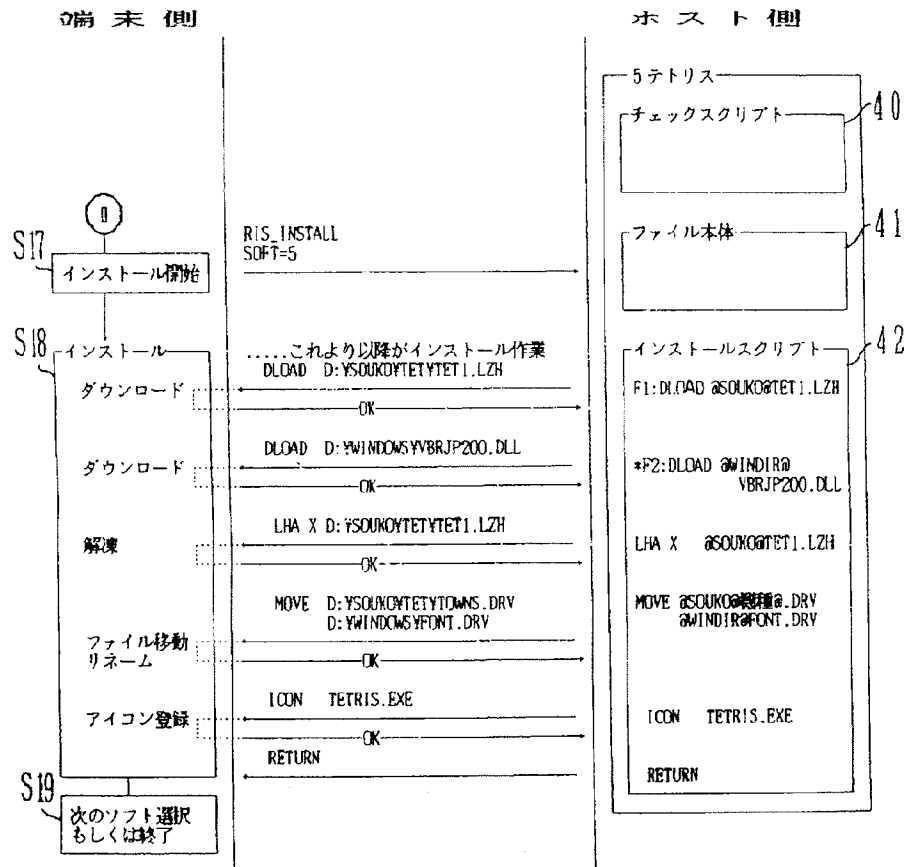 端末側
ホスト側
5テトリス
チェックスクリプト
40
ファイル本体
41
S17
インストール開始
RIS_INSTALL
SOFT=5
S18
インストール
.....これより以降がインストール作業
インストールスクリプト
42
ダウンロード
DLOAD D:¥SOUKO¥TET¥TET1.LZH
OK
F1:DLOAD @SOUKO@TET1.LZH
ダウンロード
DLOAD D:¥WINDOWS¥VBRJP200.DLL
OK
*F2:DLOAD @WINDIR@
VBRJP200.DLL
解凍
LHA X D:¥SOUKO¥TET¥TET1.LZH
OK
LHA X @SOUKO@TET1.LZH
ファイル移動
リネーム
MOVE D:¥SOUKO¥TET¥TOWNS.DRV
D:¥WINDOWS¥FONT.DRV
OK
MOVE @SOUKO@機種@.DRV
@WINDIR@FONT.DRV
アイコン登録
ICON TETRIS.EXE
OK
ICON TETRIS.EXE
RETURN
RETURN
S19
次のソフト選択
もしくは終了